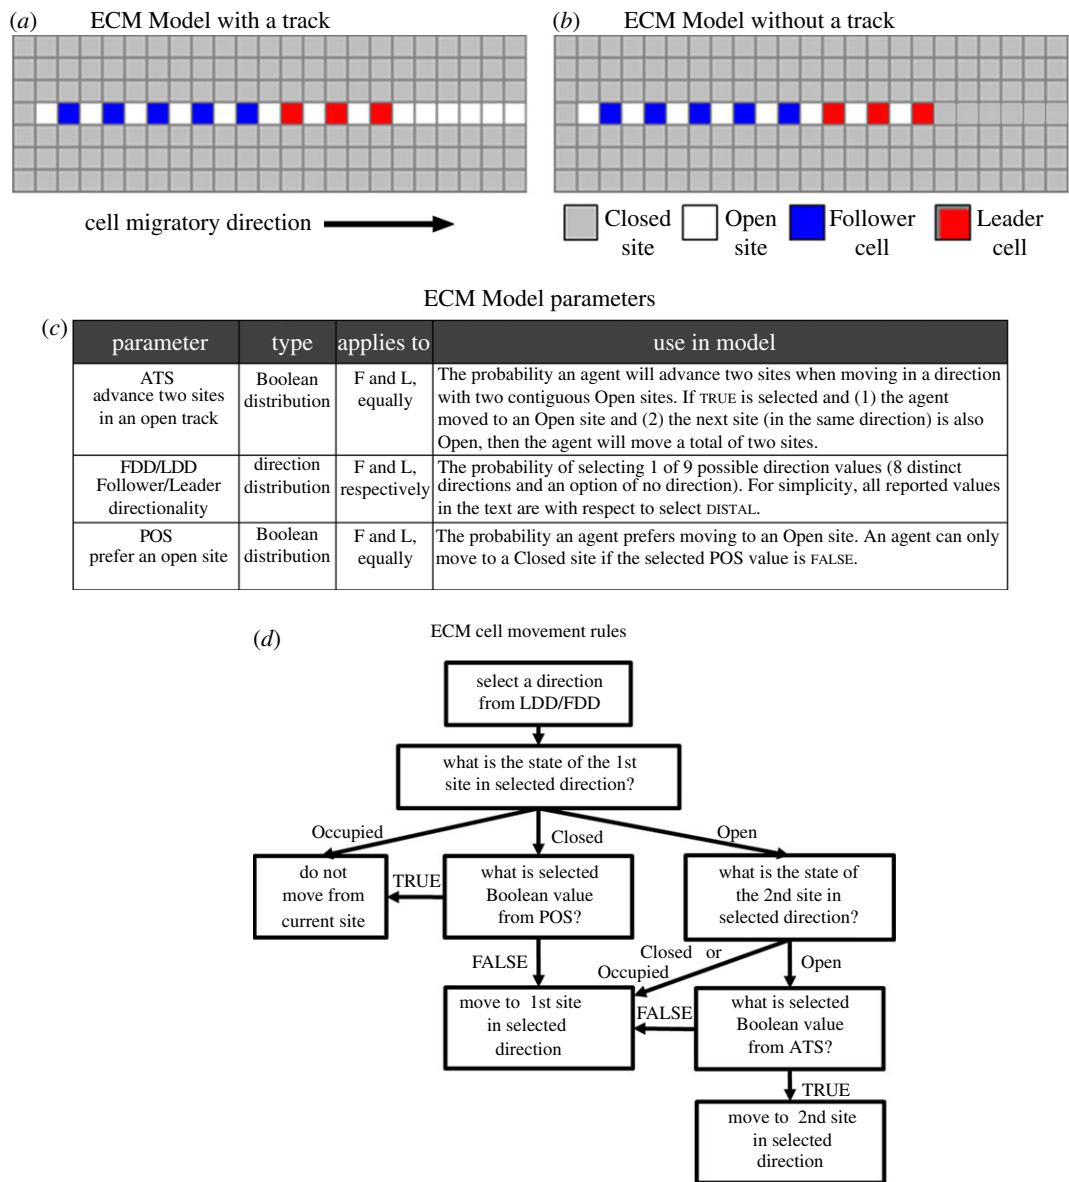 (a) ECM Model with a track
(b) ECM Model without a track
cell migratory direction
Closed site
Open site
Follower cell
Leader cell
ECM Model parameters
(c)
parameter type applies to use in model
ATS
advance two sites
in an open track
Boolean
distribution
F and L,
equally
The probability an agent will advance two sites when moving in a direction
with two contiguous Open sites. If TRUE is selected and (1) the agent
moved to an Open site and (2) the next site (in the same direction) is also
Open, then the agent will move a total of two sites.
FDD/LDD
Follower/Leader
directionality
direction
distribution
F and L,
respectively
The probability of selecting 1 of 9 possible direction values (8 distinct
directions and an option of no direction). For simplicity, all reported values
in the text are with respect to select DISTAL.
POS
prefer an open site
Boolean
distribution
F and L,
equally
The probability an agent prefers moving to an Open site. An agent can only
move to a Closed site if the selected POS value is FALSE.
(d) ECM cell movement rules
select a direction
from LDD/FDD
what is the state of the 1st
site in selected direction?
Occupied
Closed
Open
do not
move from
current site
TRUE
what is selected
Boolean value
from POS?
what is the state of
the 2nd site in
selected direction?
FALSE
Closed or
Occupied
Open
move to 1st site
in selected
direction
FALSE
what is selected
Boolean value
from ATS?
TRUE
move to 2nd site
in selected
direction